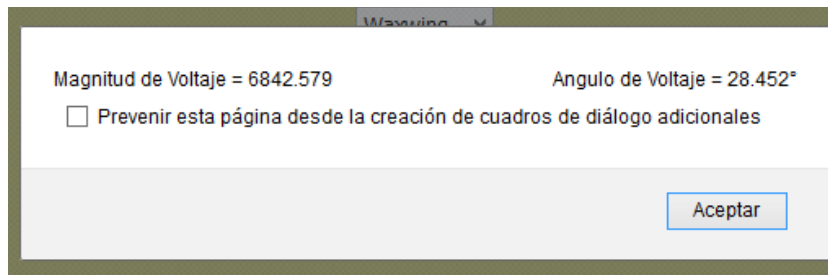 Waxwing
Magnitud de Voltaje = 6842.579 Angulo de Voltaje = 28.452°
Prevenir esta página desde la creación de cuadros de diálogo adicionales
Aceptar